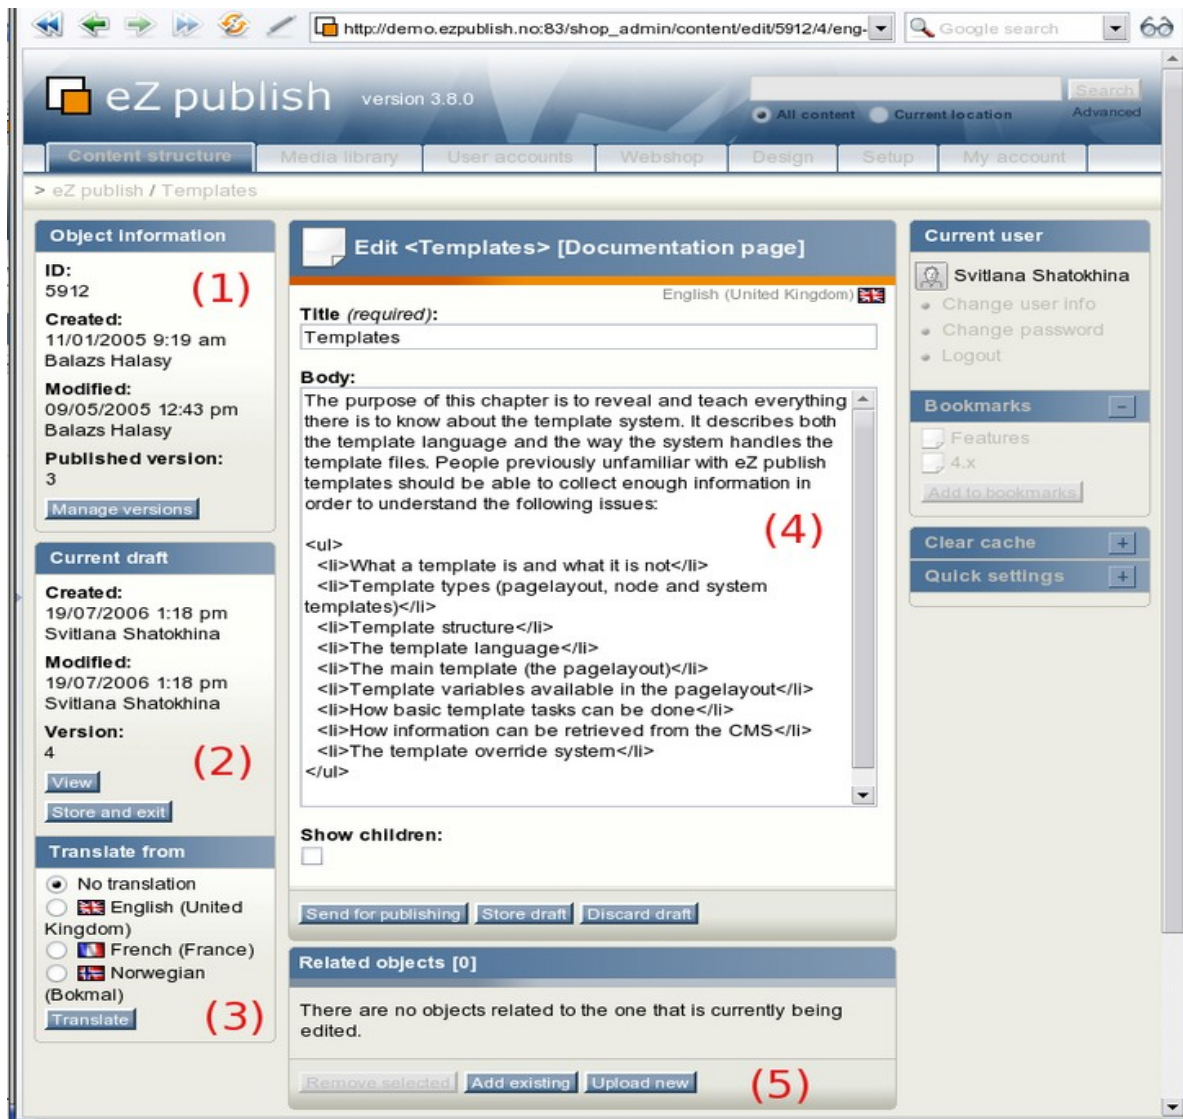 http://demo.ezpublish.no:83/shop_admin/content/edit/5912/4/eng-
Google search
eZ publish version 3.8.0
Search
All content Current location Advanced
Content structure Media library User accounts Webshop Design Setup My account
> eZ publish / Templates
Object information
ID:
5912
(1)
Created:
11/01/2005 9:19 am
Balazs Halasy
Modified:
09/05/2005 12:43 pm
Balazs Halasy
Published version:
3
Manage versions
Current draft
Created:
19/07/2006 1:18 pm
Svitlana Shatokhina
Modified:
19/07/2006 1:18 pm
Svitlana Shatokhina
Version:
4
(2)
View
Store and exit
Translate from
No translation
English (United
Kingdom)
French (France)
Norwegian
(Bokmal)
Translate
(3)
Edit <Templates> [Documentation page]
English (United Kingdom)
Title (required):
Templates
Body:
The purpose of this chapter is to reveal and teach everything
there is to know about the template system. It describes both
the template language and the way the system handles the
template files. People previously unfamiliar with eZ publish
templates should be able to collect enough information in
order to understand the following issues:
(4)
<ul>
<li>What a template is and what it is not</li>
<li>Template types (pagelayout, node and system
templates)</li>
<li>Template structure</li>
<li>The template language</li>
<li>The main template (the pagelayout)</li>
<li>Template variables available in the pagelayout</li>
<li>How basic template tasks can be done</li>
<li>How information can be retrieved from the CMS</li>
<li>The template override system</li>
</ul>
Show children:
Send for publishing Store draft Discard draft
Related objects [0]
There are no objects related to the one that is currently being
edited.
Remove selected Add existing Upload new
(5)
Current user
Svitlana Shatokhina
Change user info
Change password
Logout
Bookmarks -
Features
4.x
Add to bookmarks
Clear cache +
Quick settings +